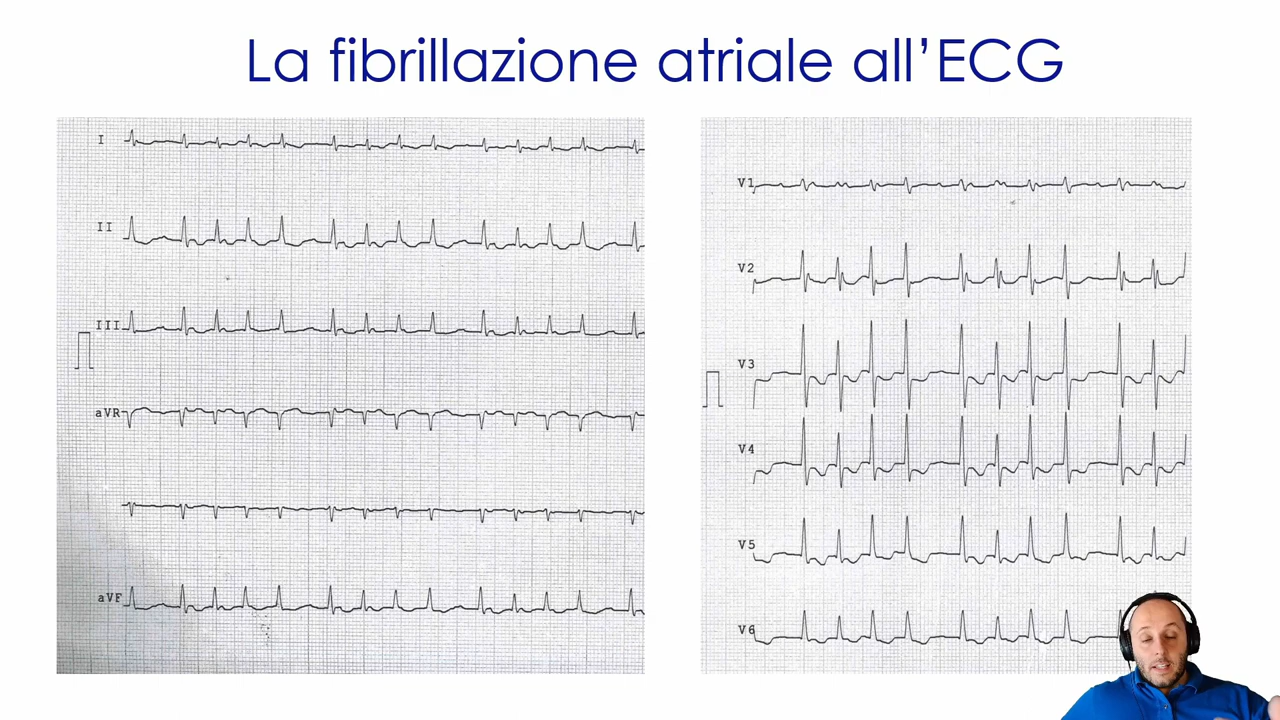 La fibrillazione atriale all'ECG
I
II
III
aVR
aVF
V1
V2
V3
V4
V5
V6